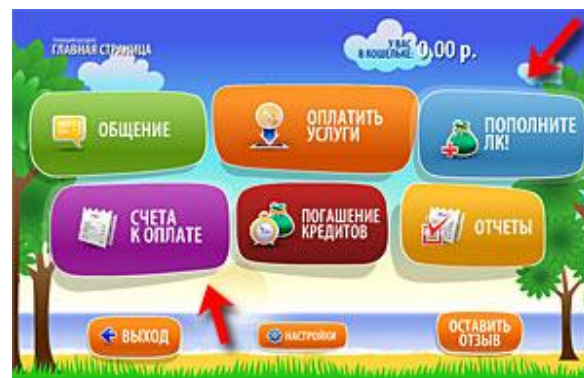 ГЛАВНАЯ СТРАНИЦА
У ВАС
В КОШЕЛЬКЕ: 0,00 р.
ОБЩЕНИЕ
ОПЛАТИТЬ
УСЛУГИ
ПОПОЛНИТЕ
ЛК!
СЧЕТА
К ОПЛАТЕ
ПОГАШЕНИЕ
КРЕДИТОВ
ОТЧЕТЫ
ВЫХОД
НАСТРОЙКИ
ОСТАВИТЬ
ОТЗЫВ